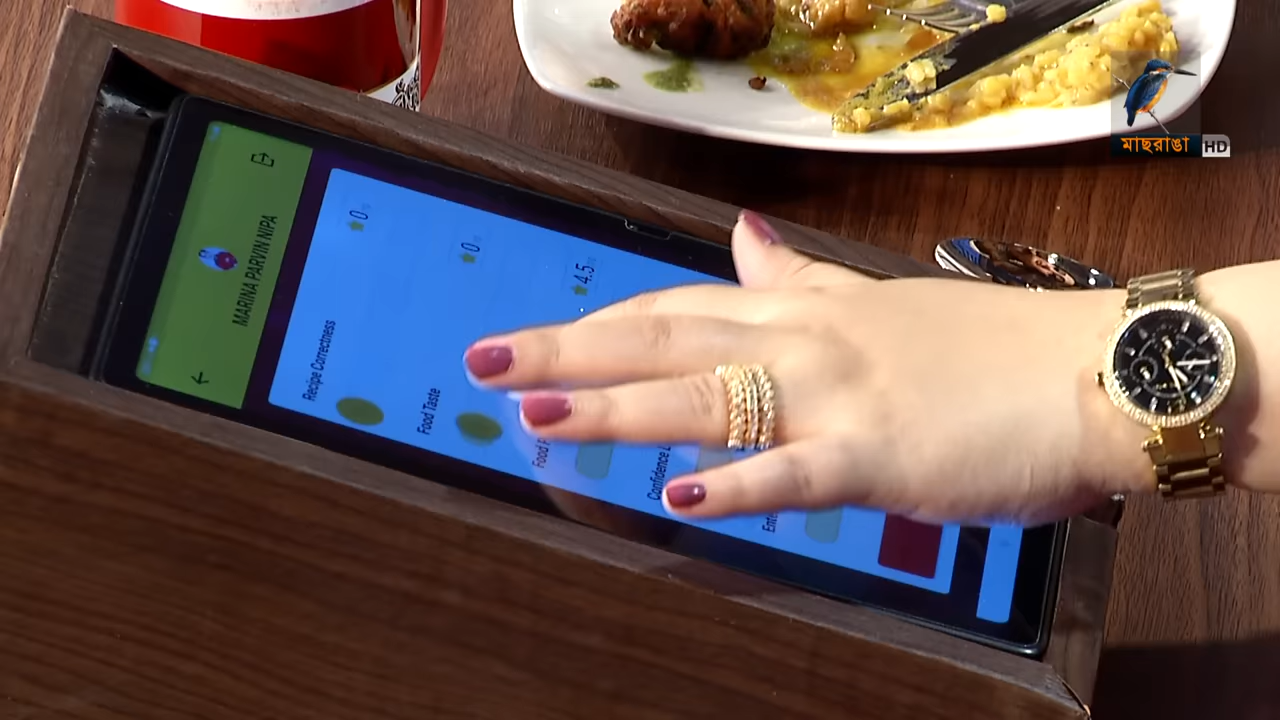 মাছরাঙা HD
MARINA PARVIN NIPA
Recipe Correctness
0
Food Taste
0
4.5